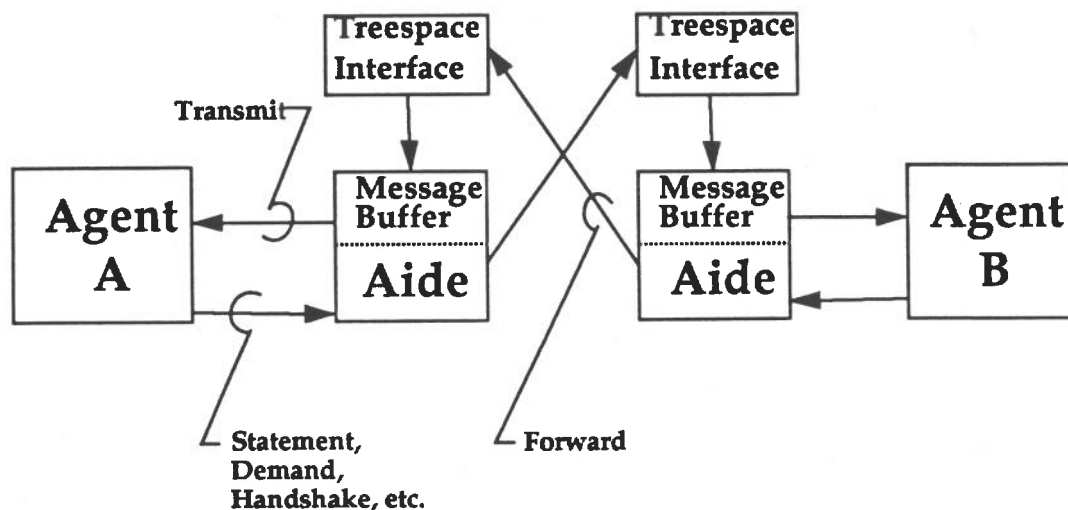 Treespace
Interface
Treespace
Interface
Transmit
Agent
A
Message
Buffer
Aide
Message
Buffer
Aide
Agent
B
Statement,
Demand,
Handshake, etc.
Forward